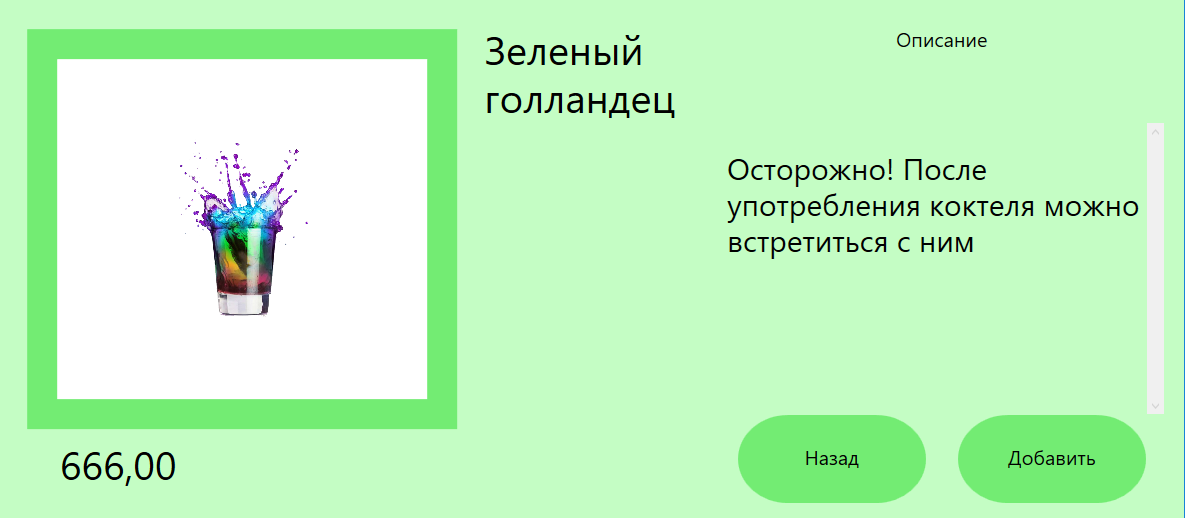 Зеленый
голландец
Описание
Осторожно! После
употребления коктеля можно
встретиться с ним
666,00
Назад
Добавить